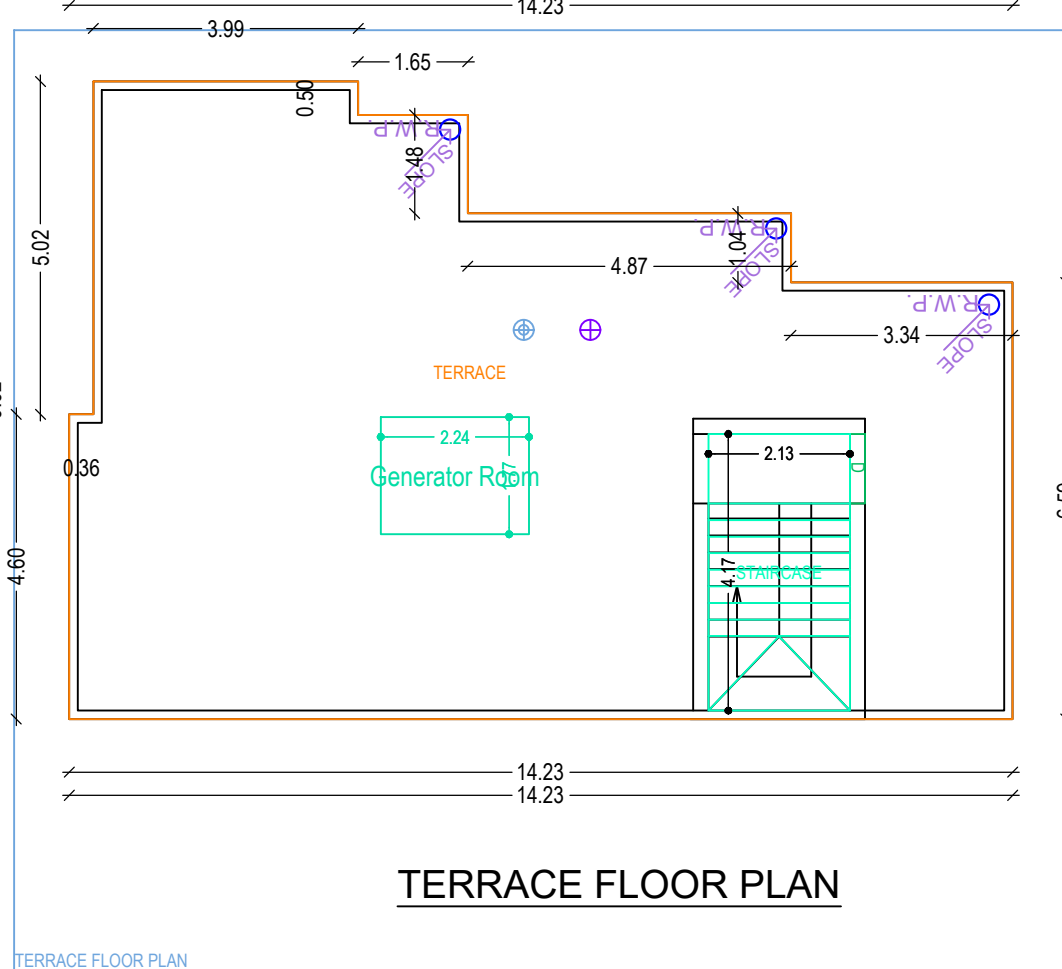 14.23
3.99
1.65
0.50
R.W.P.
SLOPE
1.48
R.W.P.
SLOPE
1.04
5.02
4.87
R.W.P.
SLOPE
3.34
TERRACE
2.24
2.13
D
0.36
Generator Room
4.60
4.17
STAIRCASE
14.23
14.23
TERRACE FLOOR PLAN
TERRACE FLOOR PLAN